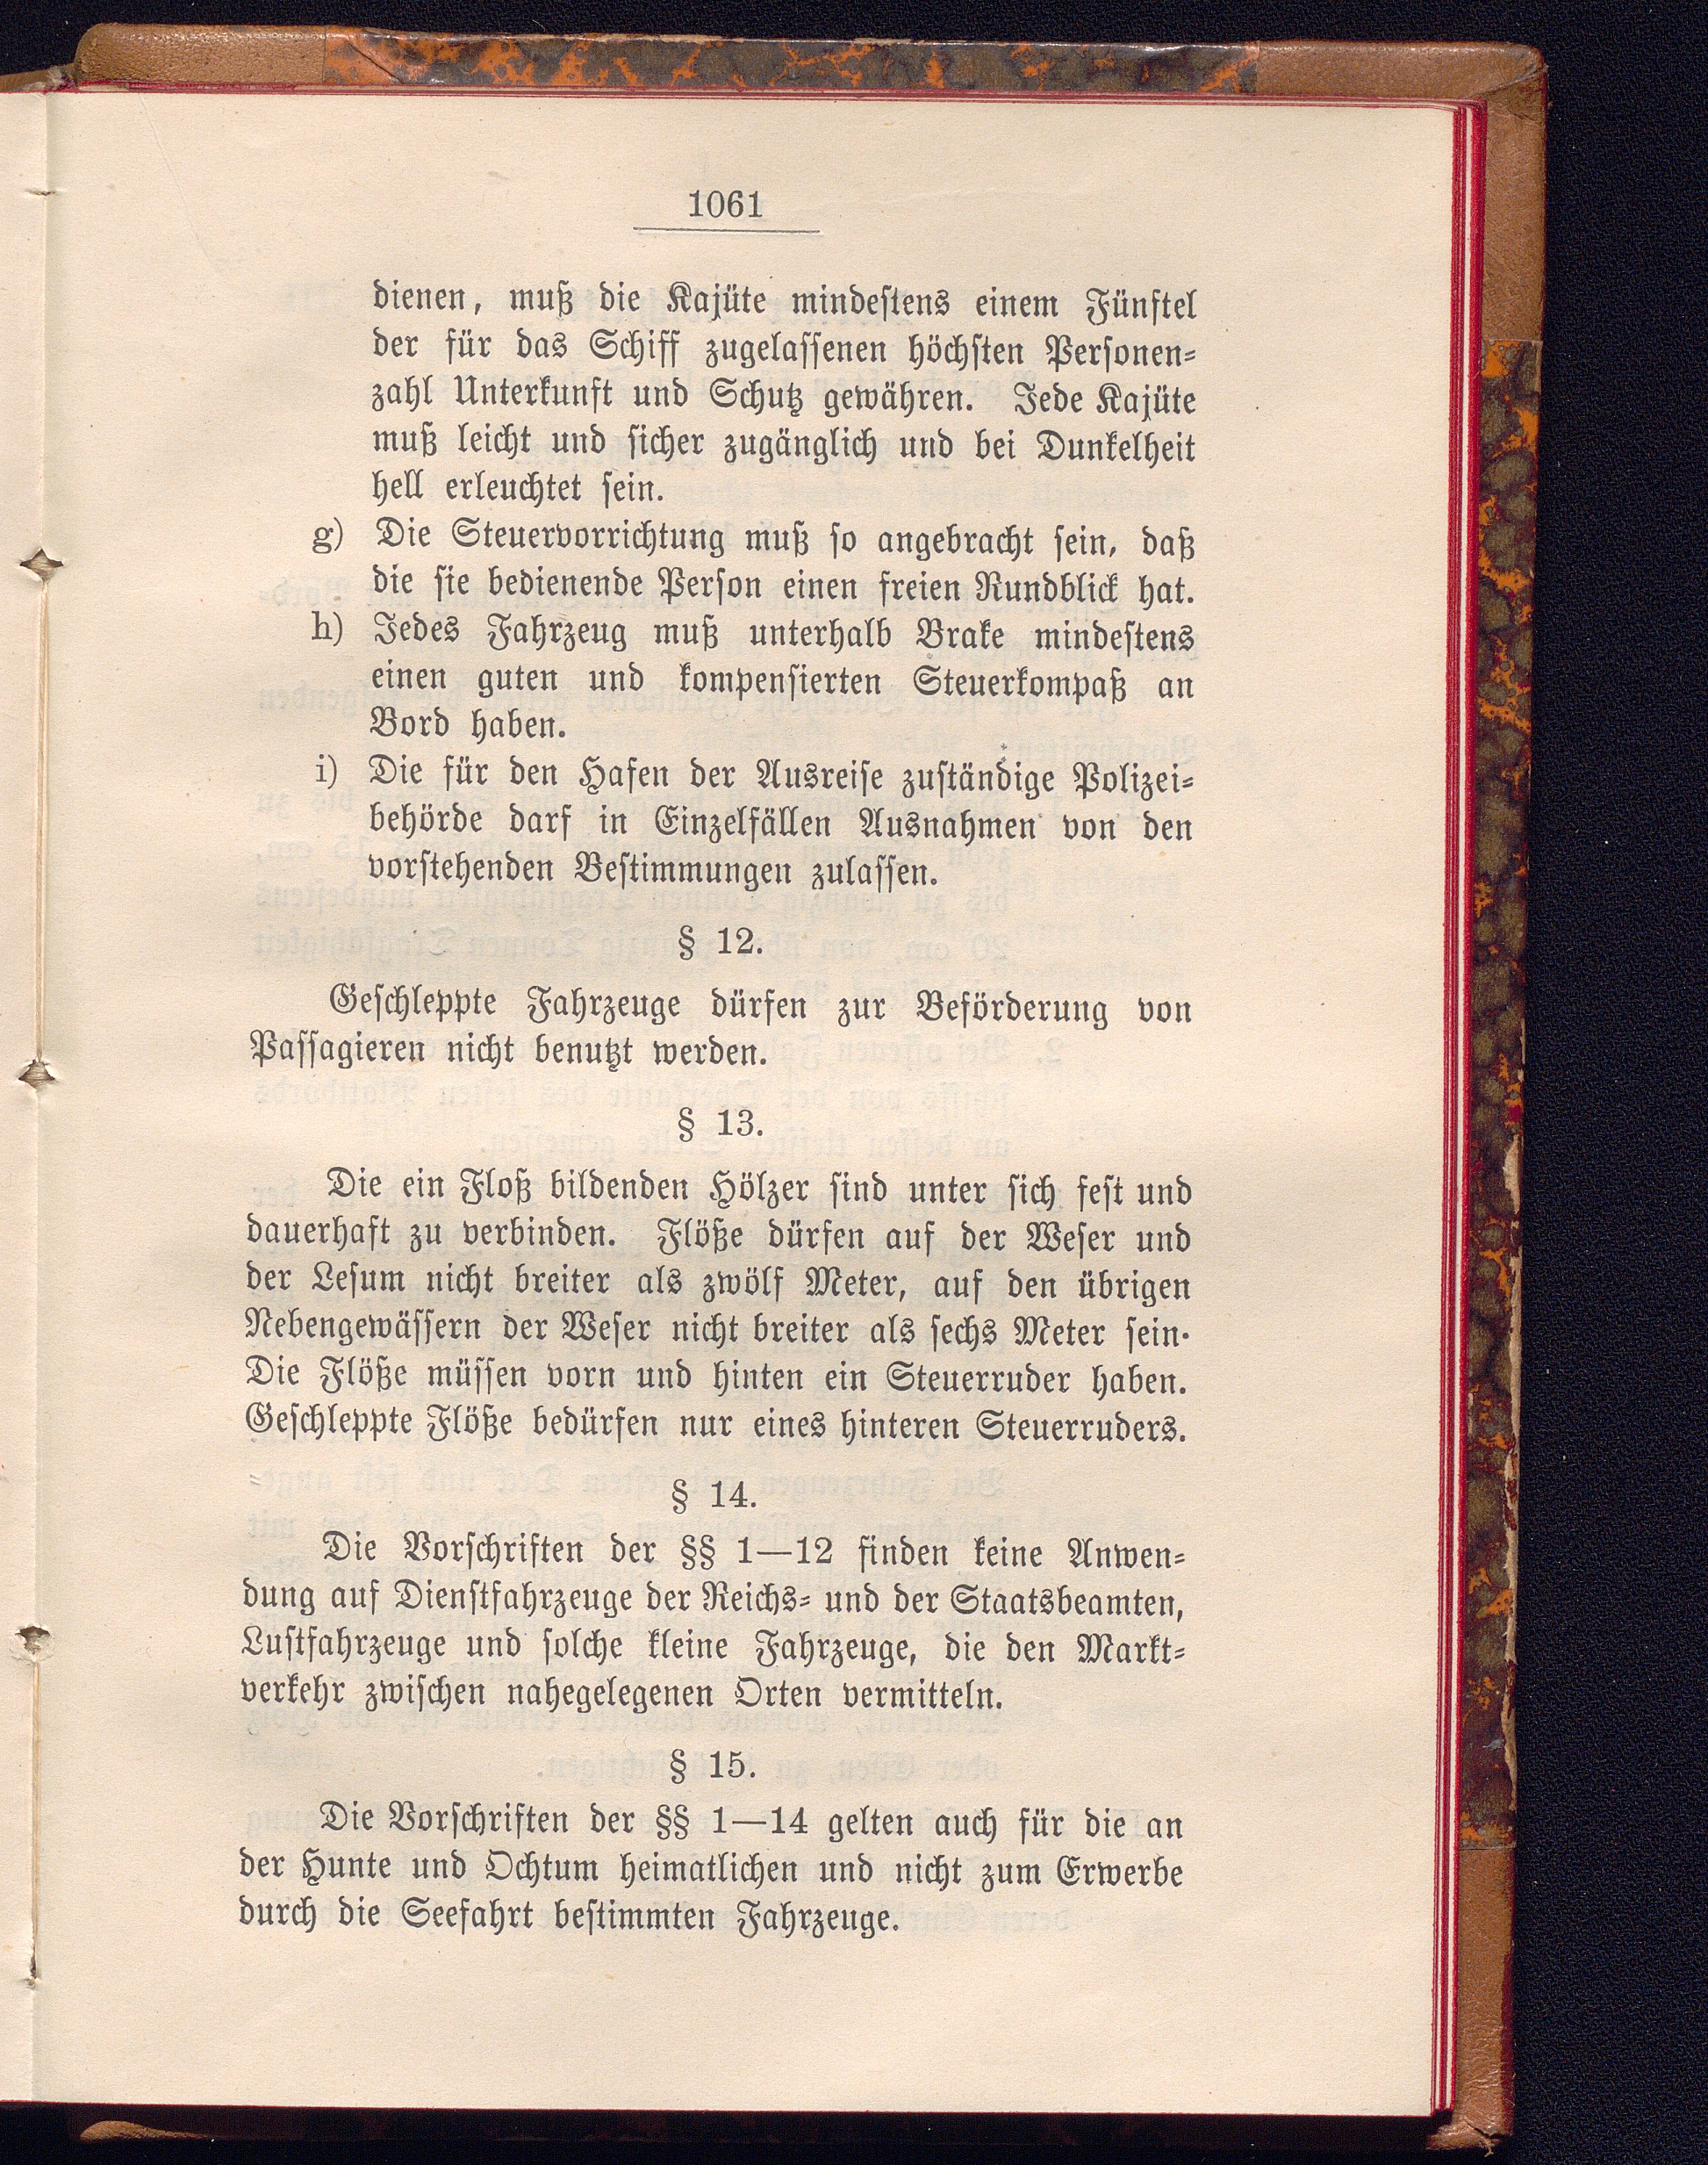 1061
dienen, muß die Kajüte mindestens einem Fünftel
der für das Schiff zugelassenen höchsten Personen-
zahl Unterkunft und Schutz gewähren. Jede Kajüte
muß leicht und sicher zugänglich und bei Dunkelheit
hell erleuchtet sein.
g) Die Steuervorrichtung muß so angebracht sein, daß
die sie bedienende Person einen freien Rundblick hat.
h) Jedes Fahrzeug muß unterhalb Brake mindestens
einen guten und kompensierten Steuerkompaß an
Bord haben.
i) Die für den Hafen der Ausreise zuständige Polizei-
behörde darf in Einzelfällen Ausnahmen von den
vorstehenden Bestimmungen zulassen.
§ 12.
Geschleppte Fahrzeuge dürfen zur Beförderung von
Passagieren nicht benutzt werden.
§ 13.
Die ein Floß bildenden Hölzer sind unter sich fest und
dauerhaft zu verbinden. Flöße dürfen auf der Weser und
der Lesum nicht breiter als zwölf Meter, auf den übrigen
Nebengewässern der Weser nicht breiter als sechs Meter sein.
Die Flöße müssen vorn und hinten ein Steuerruder haben.
Geschleppte Flöße bedürfen nur eines hinteren Steuerruders.
§ 14.
Die Vorschriften der §§ 1—12 finden keine Anwen-
dung auf Dienstfahrzeuge der Reichs- und der Staatsbeamten,
Lustfahrzeuge und solche kleine Fahrzeuge, die den Markt-
verkehr zwischen nahegelegenen Orten vermitteln.
§ 15.
Die Vorschriften der §§ 1—14 gelten auch für die an
der Hunte und Ochtum heimatlichen und nicht zum Erwerbe
durch die Seefahrt bestimmten Fahrzeuge.